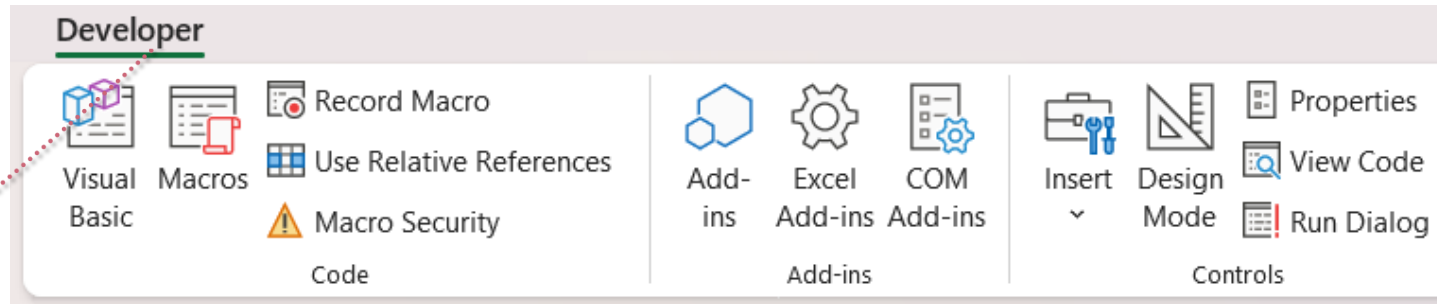 Developer
Visual Basic
Macros
Record Macro
Use Relative References
Macro Security
Code
Add-ins
Excel Add-ins
COM Add-ins
Add-ins
Insert
Design Mode
Properties
View Code
Run Dialog
Controls